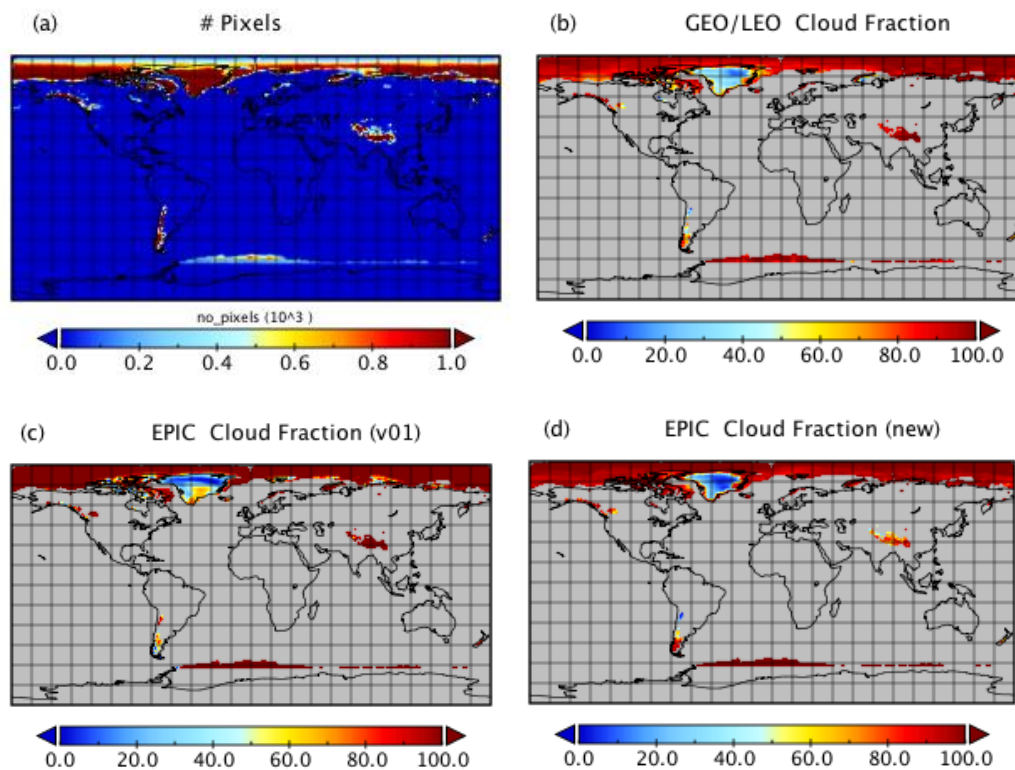 (a) # Pixels
(b) GEO/LEO Cloud Fraction
no_pixels (10^3 )
0.0 0.2 0.4 0.6 0.8 1.0
0.0 20.0 40.0 60.0 80.0 100.0
(c) EPIC Cloud Fraction (v01)
(d) EPIC Cloud Fraction (new)
0.0 20.0 40.0 60.0 80.0 100.0
0.0 20.0 40.0 60.0 80.0 100.0